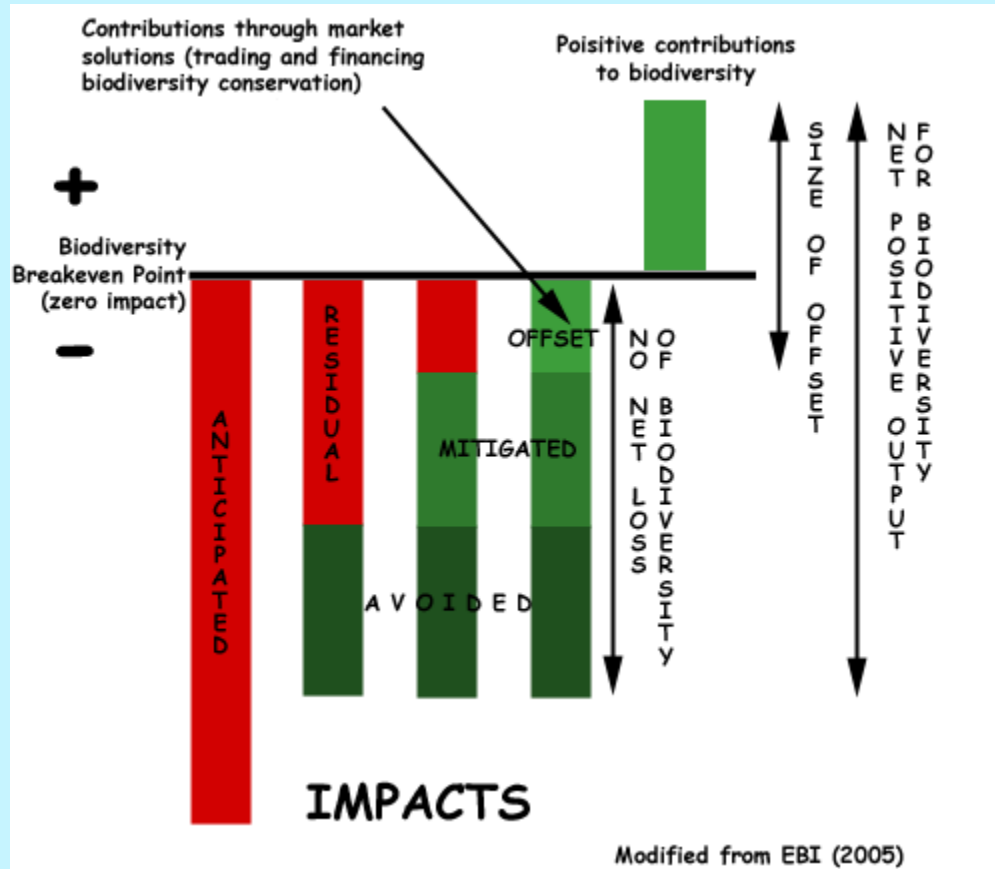 Contributions through market
solutions (trading and financing
biodiversity conservation)
Poisitive contributions
to biodiversity
+
Biodiversity
Breakeven Point
(zero impact)
-
ANTICIPATED
RESIDUAL
OFFSET
MITIGATED
AVOIDED
NO NET LOSS
OF BIODIVERSITY
SIZE OF OFFSET
NET POSITIVE OUTPUT
FOR BIODIVERSITY
IMPACTS
Modified from EBI (2005)